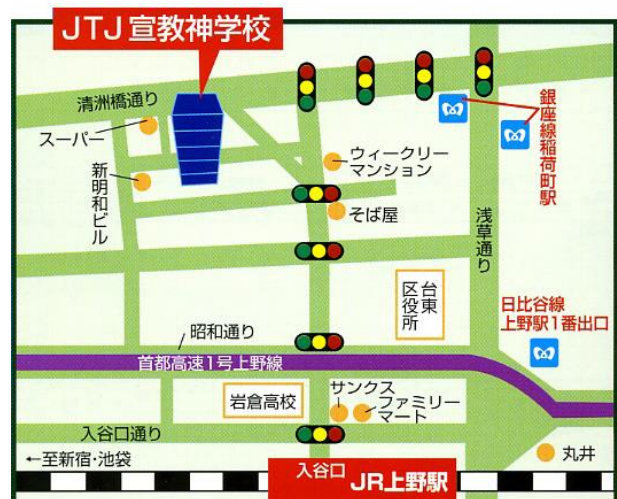 JTJ宣教神学校
清洲橋通り
スーパー
新明和ビル
ウィークリー
マンション
そば屋
銀座線稲荷町駅
浅草通り
台東
区役所
日比谷線
上野駅1番出口
昭和通り
首都高速1号上野線
岩倉高校
サンクス
ファミリー
マート
入谷口通り
←至新宿・池袋
入谷口
JR上野駅
丸井